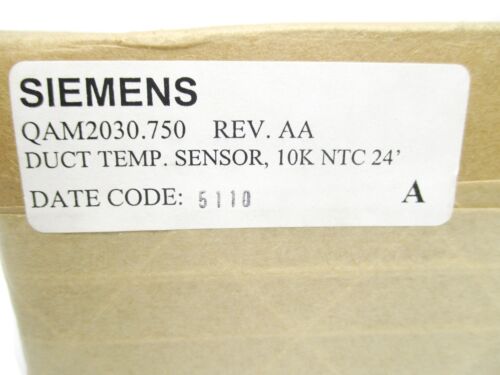 SIEMENS
QAM2030.750 REV. AA
DUCT TEMP. SENSOR, 10K NTC 24'
DATE CODE: 5110 A